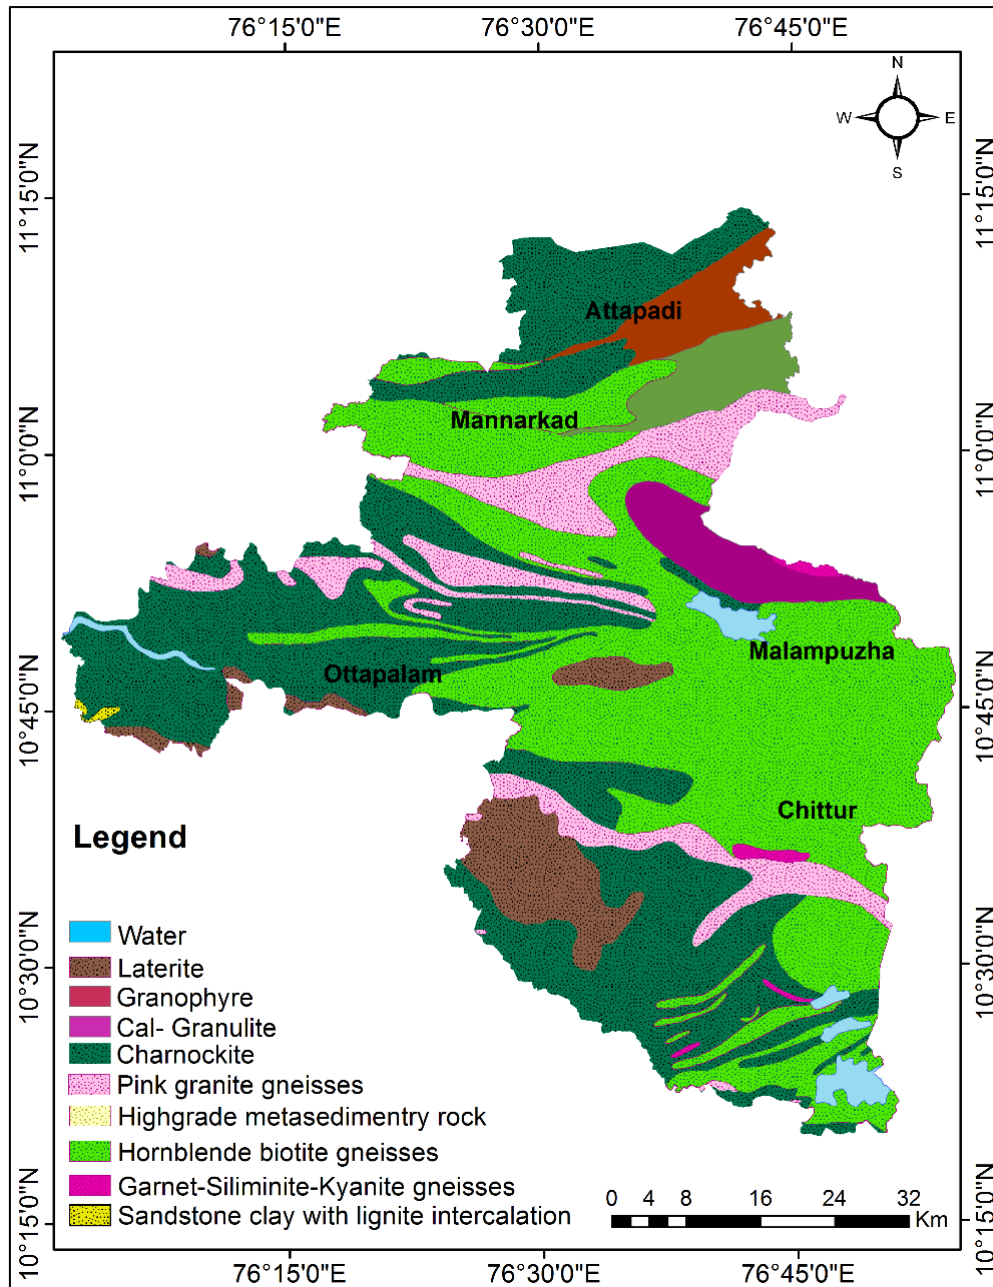 76°15'0"E 76°30'0"E 76°45'0"E
N
W E
S
11°15'0"N 11°15'0"N
Attapadi
Mannarkad
11°0'0"N 11°0'0"N
Malampuzha
Ottapalam
10°45'0"N 10°45'0"N
Chittur
Legend
Water
Laterite
10°30'0"N 10°30'0"N
Granophyre
Cal- Granulite
Charnockite
Pink granite gneisses
Highgrade metasedimentry rock
Hornblende biotite gneisses
Garnet-Siliminite-Kyanite gneisses
0 4 8 16 24 32
Sandstone clay with lignite intercalation
Km
10°15'0"N 10°15'0"N
76°15'0"E 76°30'0"E 76°45'0"E